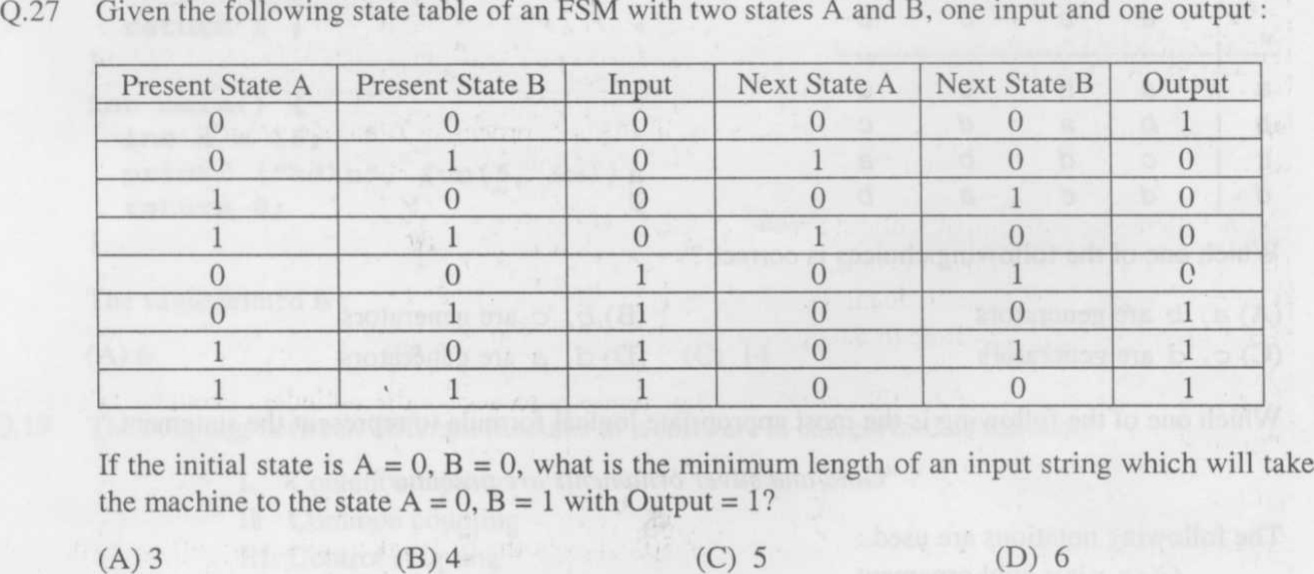 Q.27 Given the following state table of an FSM with two states A and B, one input and one output :
Present State A Present State B Input Next State A Next State B Output
0 0 0 0 0 1
0 1 0 1 0 0
1 0 0 0 1 0
1 1 0 1 0 0
0 0 1 0 1 0
0 1 1 0 0 1
1 0 1 0 1 1
1 1 1 0 0 1
If the initial state is A = 0, B = 0, what is the minimum length of an input string which will take
the machine to the state A = 0, B = 1 with Output = 1?
(A) 3 (B) 4 (C) 5 (D) 6